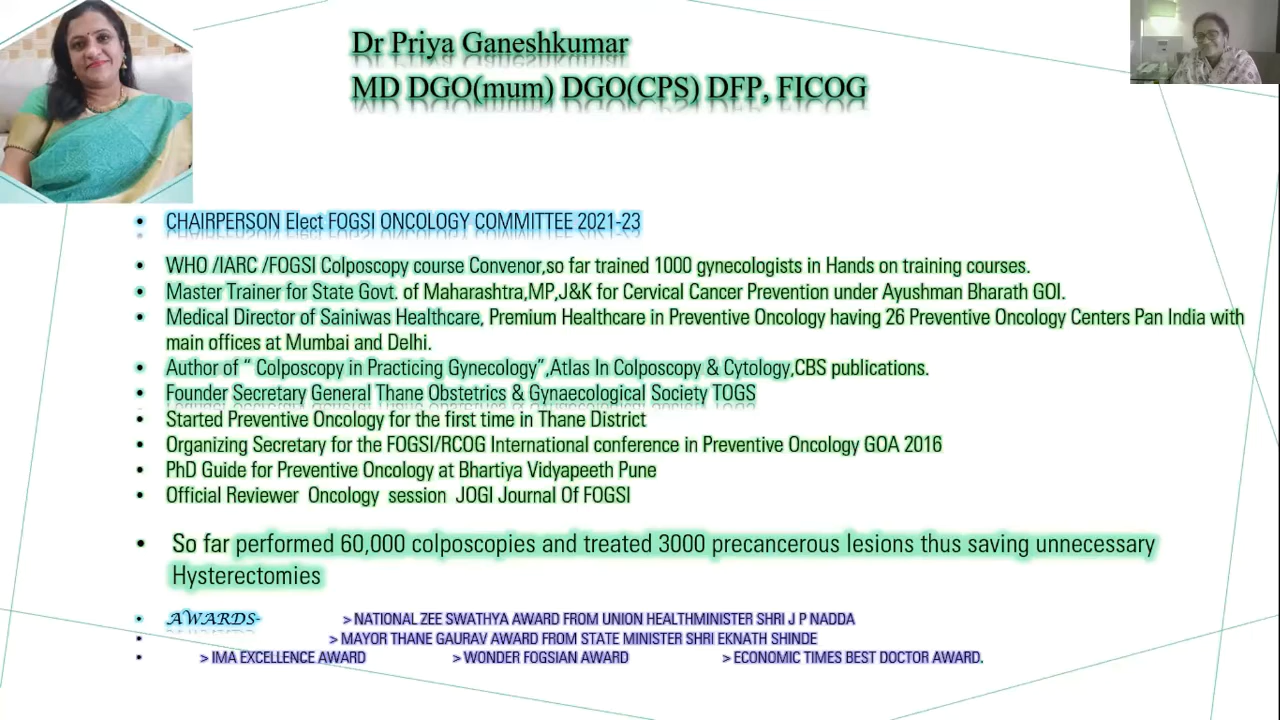 Dr Priya Ganeshkumar
MD DGO(mum) DGO(CPS) DFP, FICOG
• CHAIRPERSON Elect FOGSI ONCOLOGY COMMITTEE 2021-23
• WHO /IARC /FOGSI Colposcopy course Convenor,so far trained 1000 gynecologists in Hands on training courses.
• Master Trainer for State Govt. of Maharashtra,MP,J&K for Cervical Cancer Prevention under Ayushman Bharath GOI.
• Medical Director of Sainiwas Healthcare, Premium Healthcare in Preventive Oncology having 26 Preventive Oncology Centers Pan India with
main offices at Mumbai and Delhi.
• Author of “ Colposcopy in Practicing Gynecology”,Atlas In Colposcopy & Cytology,CBS publications.
• Founder Secretary General Thane Obstetrics & Gynaecological Society TOGS
• Started Preventive Oncology for the first time in Thane District
• Organizing Secretary for the FOGSI/RCOG International conference in Preventive Oncology GOA 2016
• PhD Guide for Preventive Oncology at Bhartiya Vidyapeeth Pune
• Official Reviewer Oncology session JOGI Journal Of FOGSI
• So far performed 60,000 colposcopies and treated 3000 precancerous lesions thus saving unnecessary
Hysterectomies
• AWARDS- > NATIONAL ZEE SWATHYA AWARD FROM UNION HEALTHMINISTER SHRI J P NADDA
• > MAYOR THANE GAURAV AWARD FROM STATE MINISTER SHRI EKNATH SHINDE
• > IMA EXCELLENCE AWARD > WONDER FOGSIAN AWARD > ECONOMIC TIMES BEST DOCTOR AWARD.